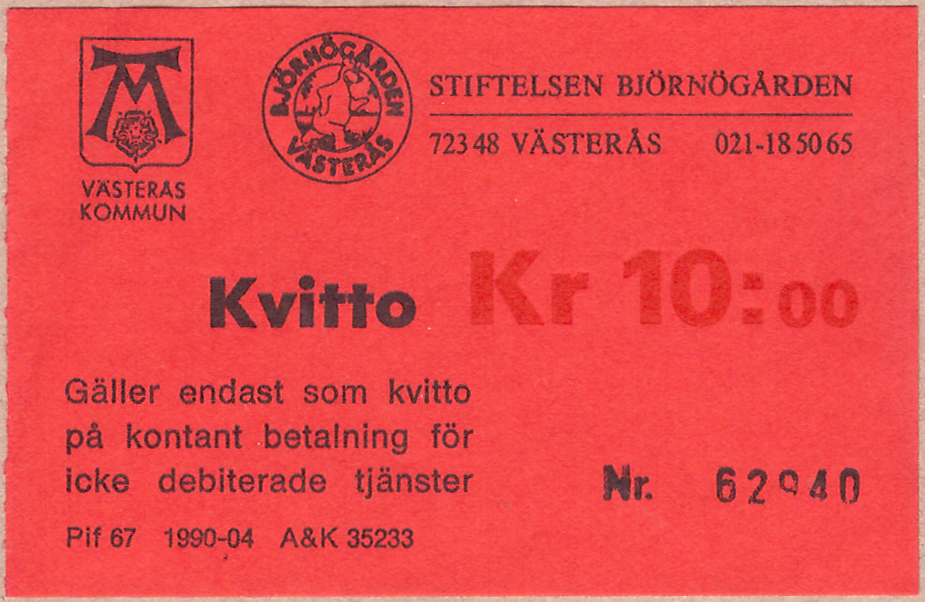 VÄSTERÅS
KOMMUN
BJÖRNÖGÅRDEN
VÄSTERÅS
STIFTELSEN BJÖRNÖGÅRDEN
723 48 VÄSTERÅS 021-18 50 65
Kvitto Kr 10:00
Gäller endast som kvitto
på kontant betalning för
icke debiterade tjänster
Nr. 62940
Pif 67 1990-04 A&K 35233